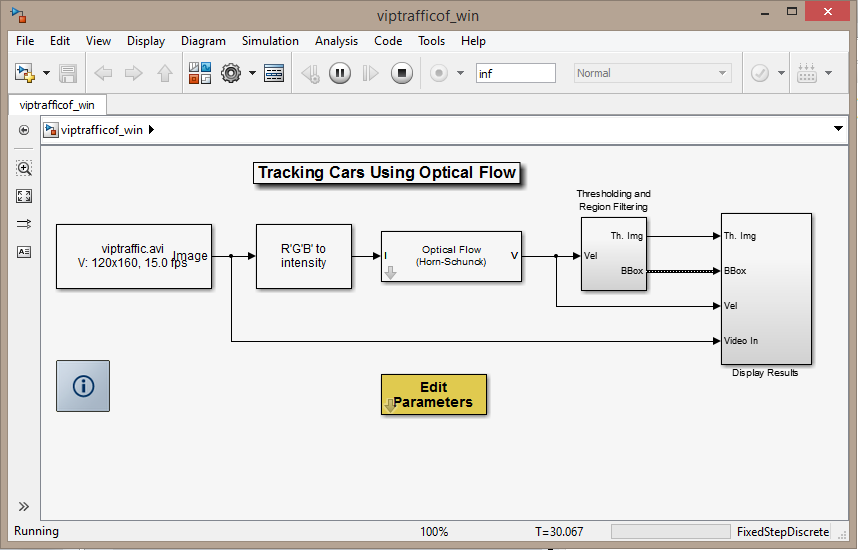 viptrafficof_win
File Edit View Display Diagram Simulation Analysis Code Tools Help
inf Normal
viptrafficof_win
viptrafficof_win
Tracking Cars Using Optical Flow
Thresholding and
Region Filtering
viptraffic.avi
V: 120x160, 15.0 fps
Image
R'G'B' to
intensity
I
Optical Flow
(Horn-Schunck)
V
Vel
Th. Img
BBox
Th. Img
BBox
Vel
Video In
Display Results
Edit
Parameters
Running 100% T=30.067 FixedStepDiscrete